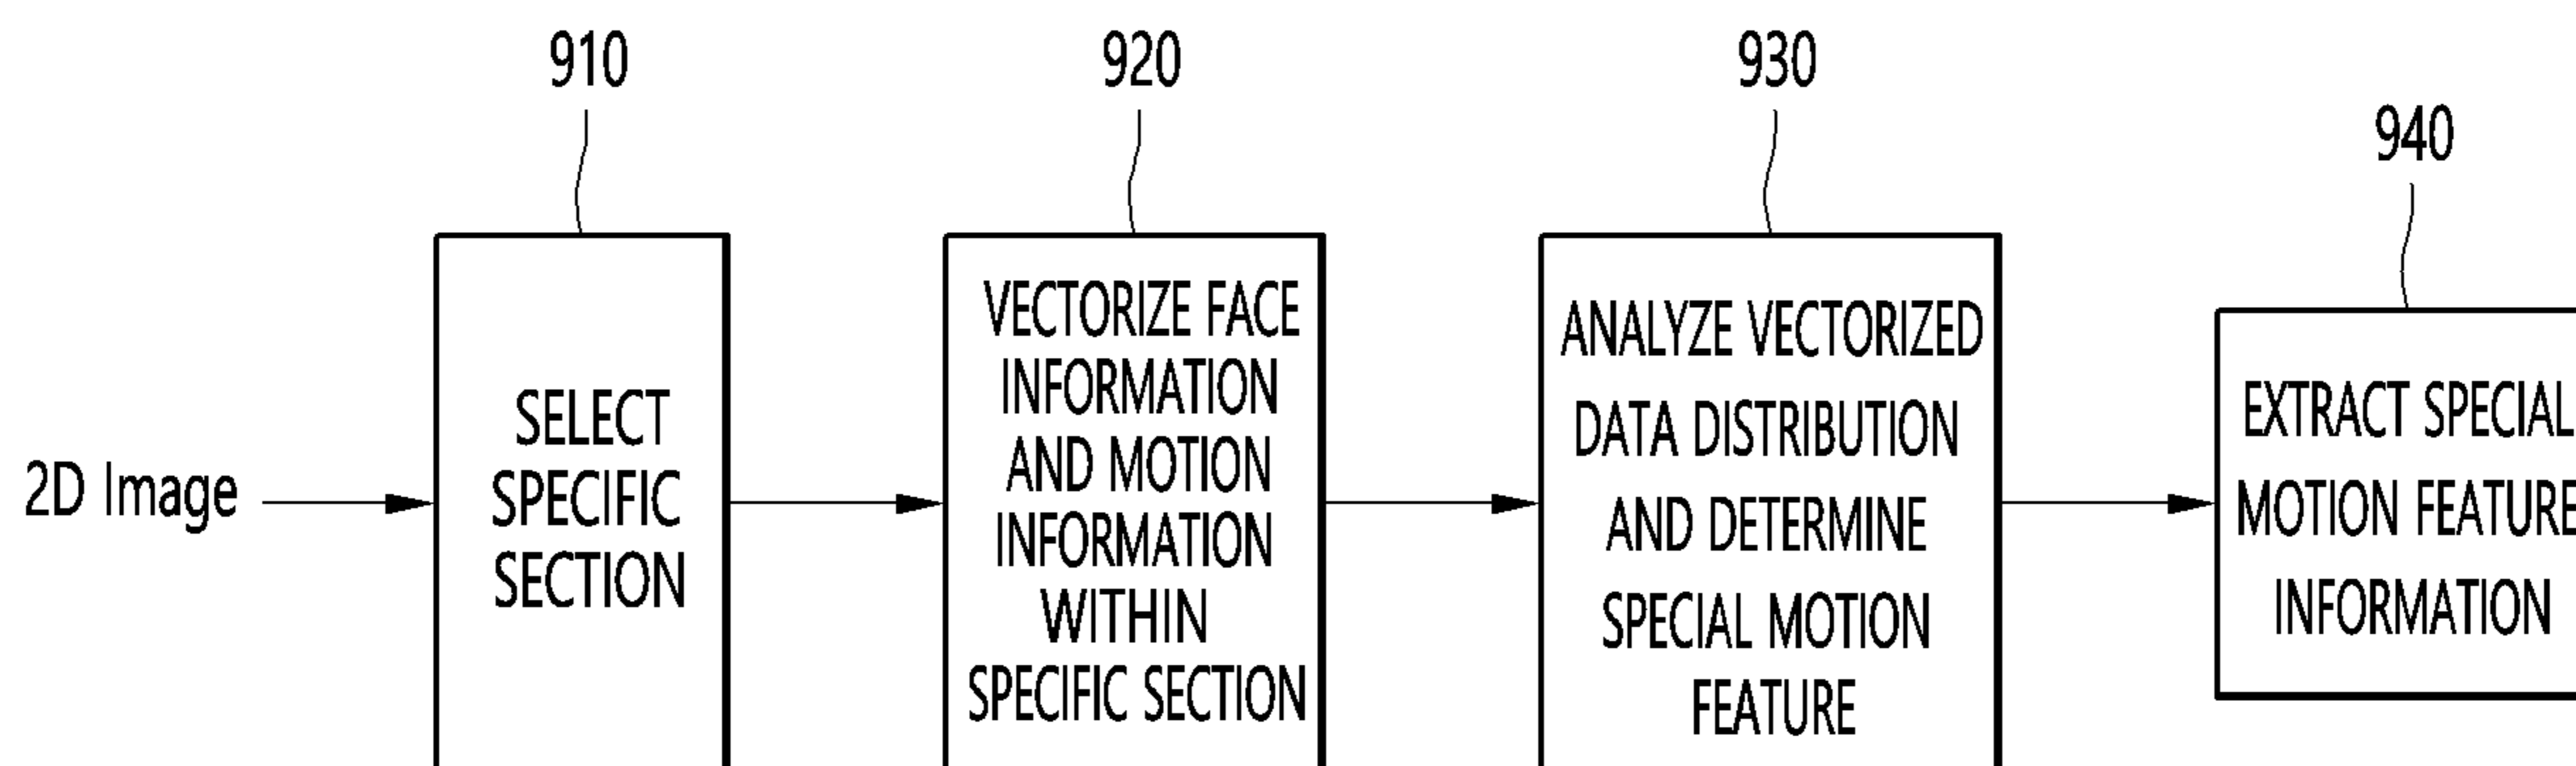 910
920
930
940
2D Image
SELECT
SPECIFIC
SECTION
VECTORIZE FACE
INFORMATION
AND MOTION
INFORMATION
WITHIN
SPECIFIC SECTION
ANALYZE VECTORIZED
DATA DISTRIBUTION
AND DETERMINE
SPECIAL MOTION
FEATURE
EXTRACT SPECIAL
MOTION FEATURE
INFORMATION